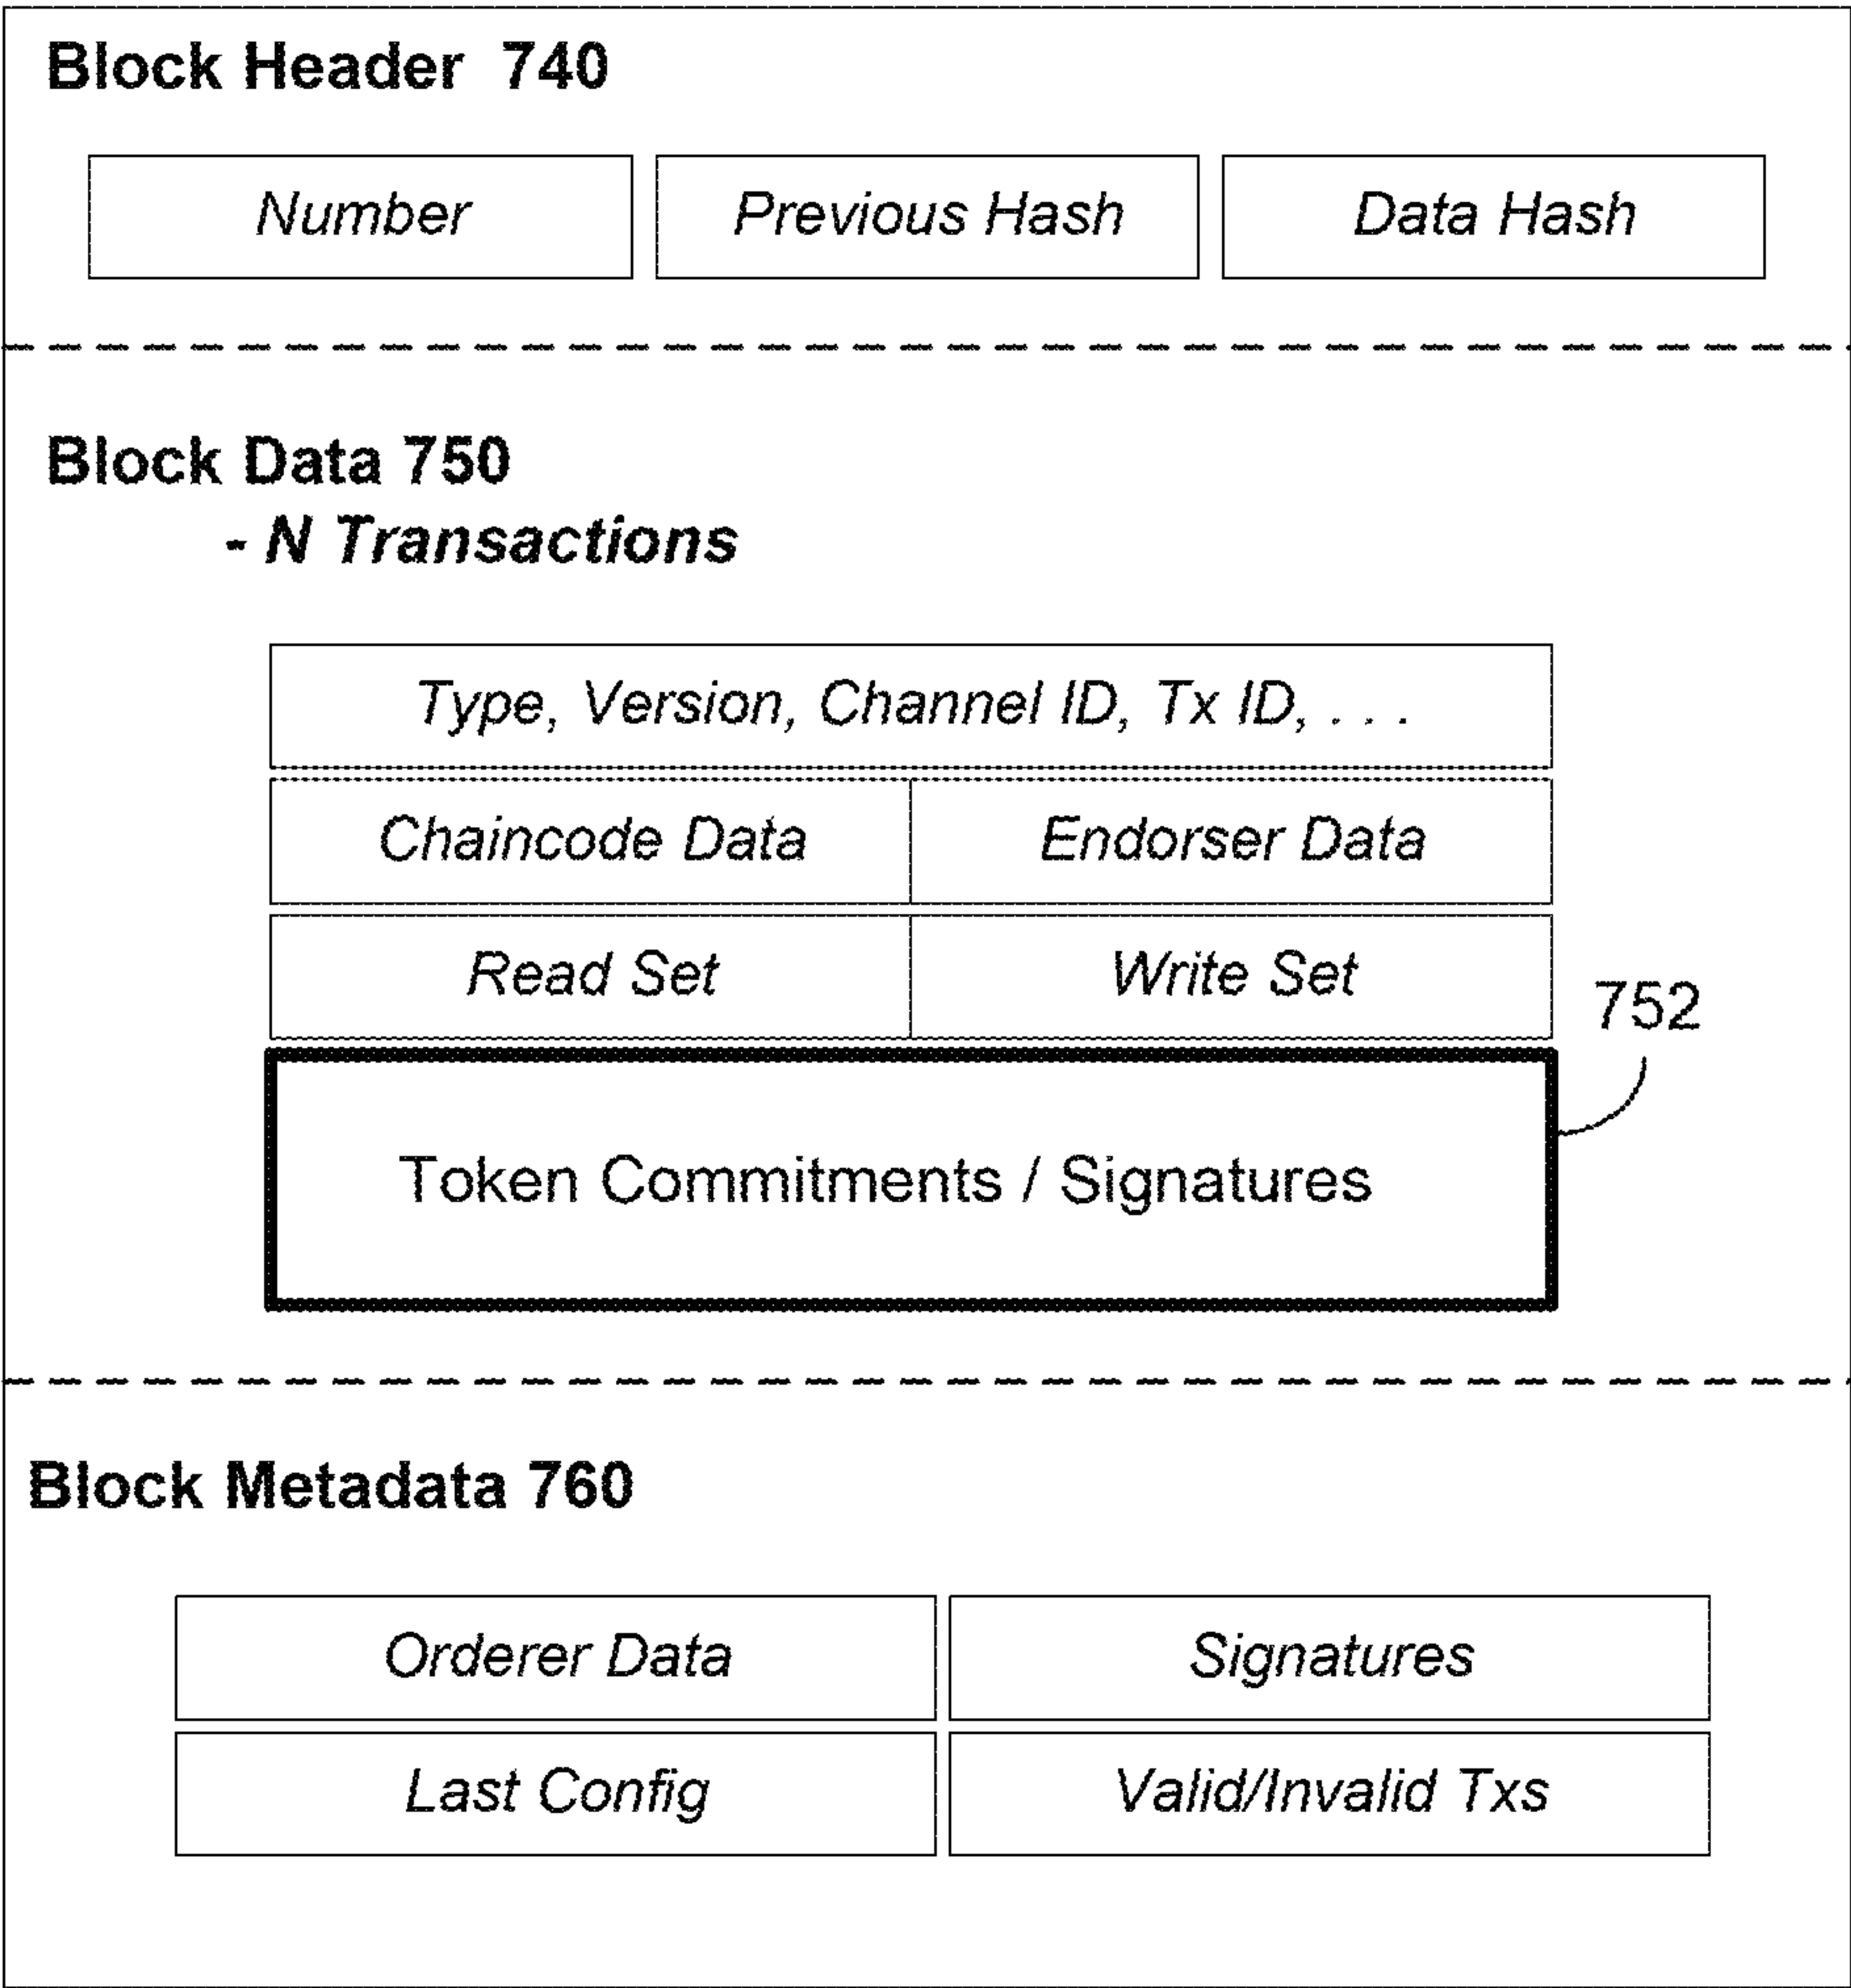 Block Header 740
Number Previous Hash Data Hash
Block Data 750
- N Transactions
Type, Version, Channel ID, Tx ID, . . .
Chaincode Data Endorser Data
Read Set Write Set
752
Token Commitments / Signatures
Block Metadata 760
Orderer Data Signatures
Last Config Valid/Invalid Txs